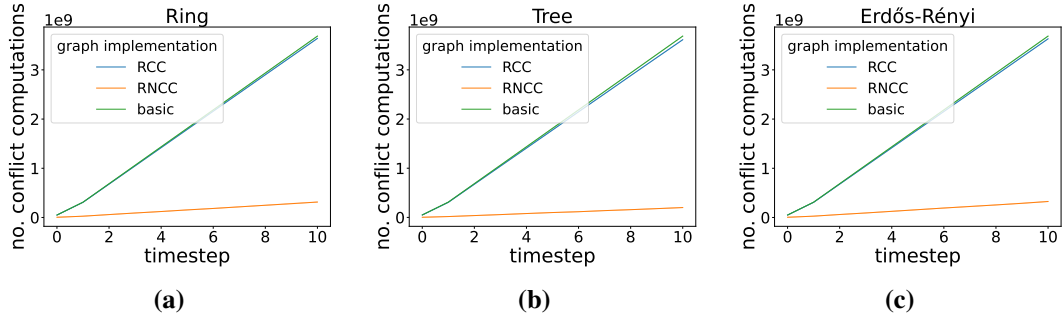 Ring
1e9
no. conflict computations
3
2
1
0
graph implementation
RCC
RNCC
basic
0 2 4 6 8 10
timestep
(a)
Tree
1e9
no. conflict computations
3
2
1
0
graph implementation
RCC
RNCC
basic
0 2 4 6 8 10
timestep
(b)
Erdős-Rényi
1e9
no. conflict computations
3
2
1
0
graph implementation
RCC
RNCC
basic
0 2 4 6 8 10
timestep
(c)